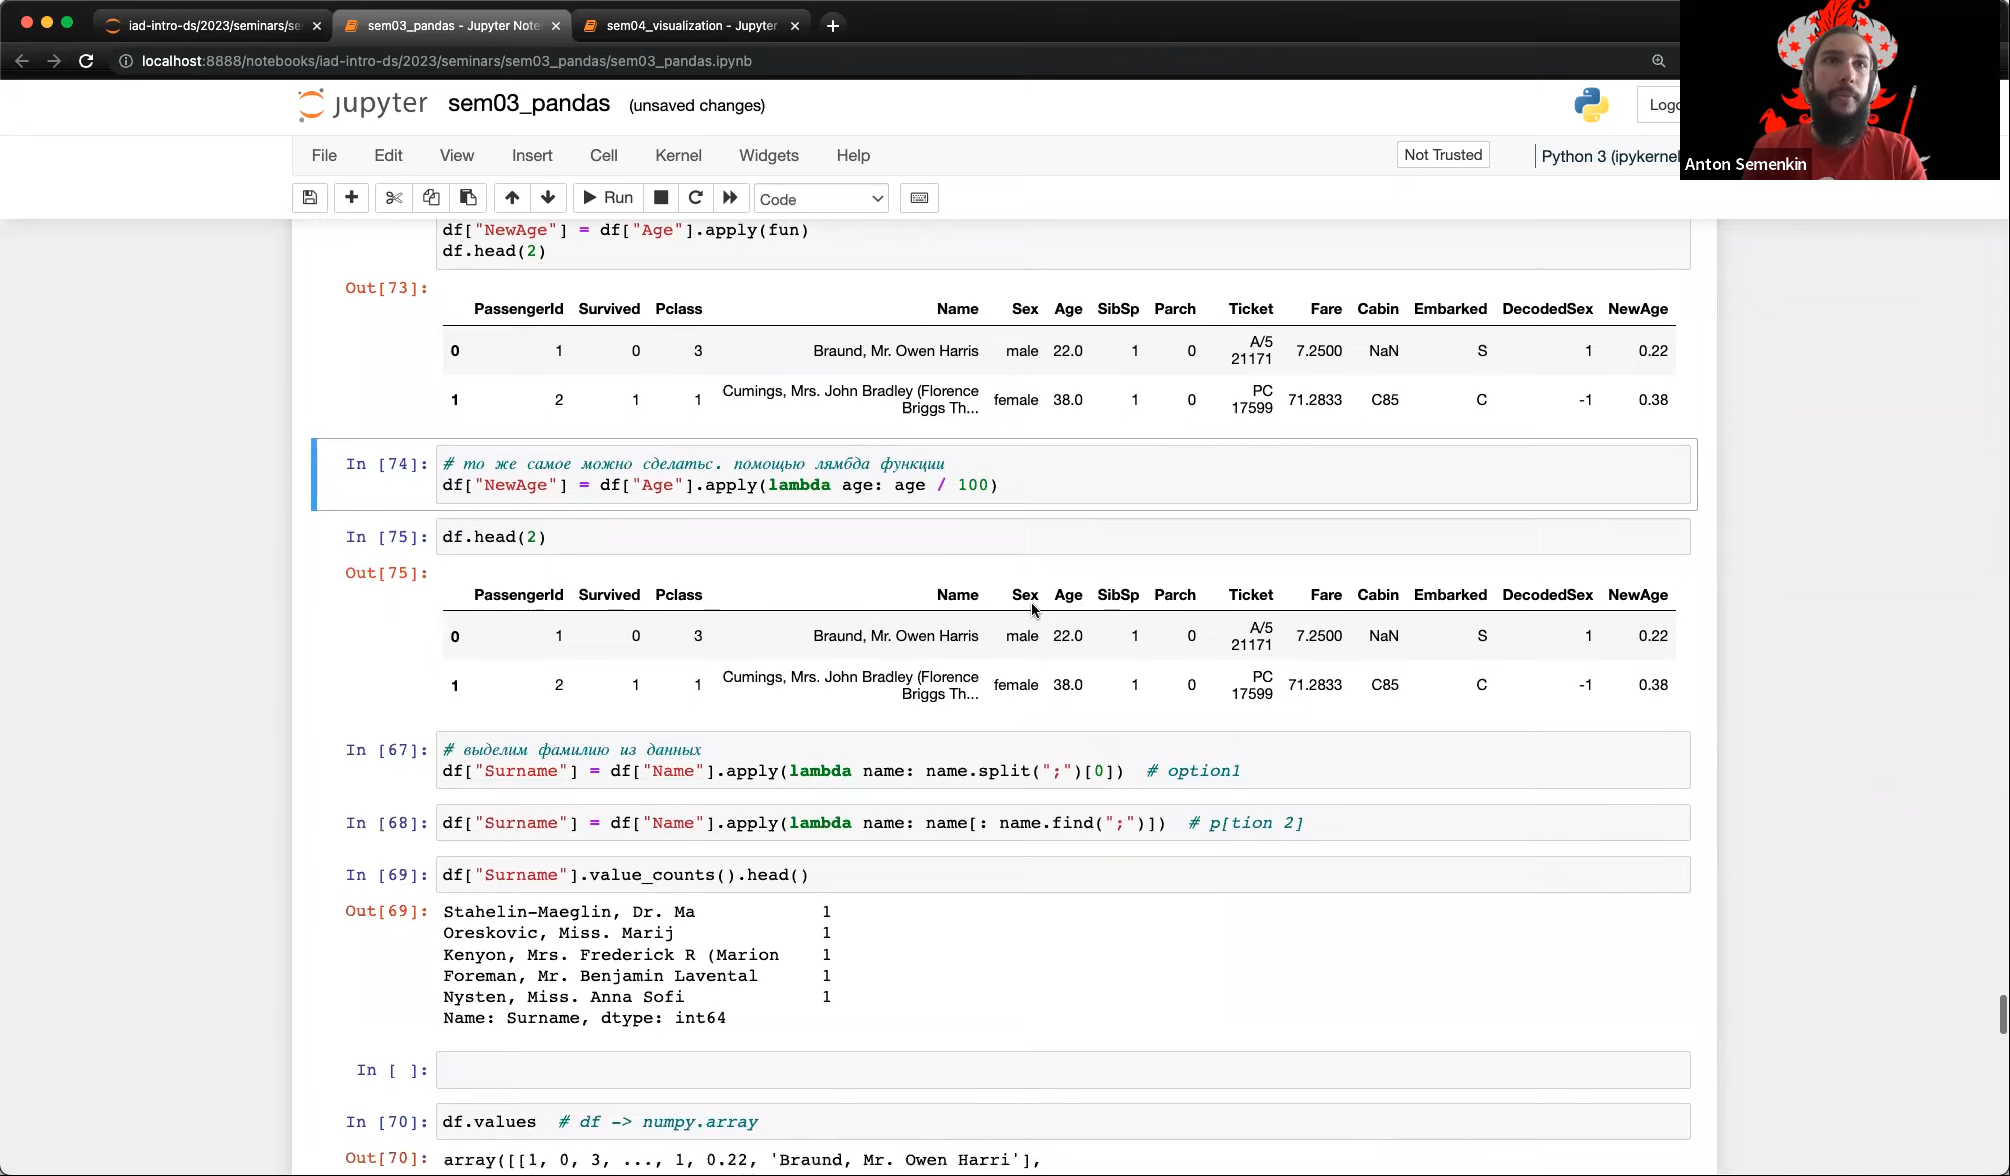 iad-intro-ds/2023/seminars/se
sem03_pandas - Jupyter Note
sem04_visualization - Jupyter
localhost:8888/notebooks/iad-intro-ds/2023/seminars/sem03_pandas/sem03_pandas.ipynb
jupyter sem03_pandas (unsaved changes)
Logo
File Edit View Insert Cell Kernel Widgets Help
Not Trusted
Python 3 (ipykernel
Anton Semenkin
Run
Code
df["NewAge"] = df["Age"].apply(fun)
df.head(2)
Out[73]:
PassengerId Survived Pclass Name Sex Age SibSp Parch Ticket Fare Cabin Embarked DecodedSex NewAge
0 1 0 3 Braund, Mr. Owen Harris male 22.0 1 0 A/5 21171 7.2500 NaN S 1 0.22
1 2 1 1 Cumings, Mrs. John Bradley (Florence Briggs Th... female 38.0 1 0 PC 17599 71.2833 C85 C -1 0.38
In [74]: # то же самое можно сделатьс. помощью лямбда функции
df["NewAge"] = df["Age"].apply(lambda age: age / 100)
In [75]: df.head(2)
Out[75]:
PassengerId Survived Pclass Name Sex Age SibSp Parch Ticket Fare Cabin Embarked DecodedSex NewAge
0 1 0 3 Braund, Mr. Owen Harris male 22.0 1 0 A/5 21171 7.2500 NaN S 1 0.22
1 2 1 1 Cumings, Mrs. John Bradley (Florence Briggs Th... female 38.0 1 0 PC 17599 71.2833 C85 C -1 0.38
In [67]: # выделим фамилию из данных
df["Surname"] = df["Name"].apply(lambda name: name.split(";")[0]) # option1
In [68]: df["Surname"] = df["Name"].apply(lambda name: name[: name.find(";")]) # p[tion 2]
In [69]: df["Surname"].value_counts().head()
Out[69]: Stahelin-Maeglin, Dr. Ma 1
Oreskovic, Miss. Marij 1
Kenyon, Mrs. Frederick R (Marion 1
Foreman, Mr. Benjamin Lavental 1
Nysten, Miss. Anna Sofi 1
Name: Surname, dtype: int64
In [ ]:
In [70]: df.values # df -> numpy.array
Out[70]: array([[1, 0, 3, ..., 1, 0.22, 'Braund, Mr. Owen Harri'],